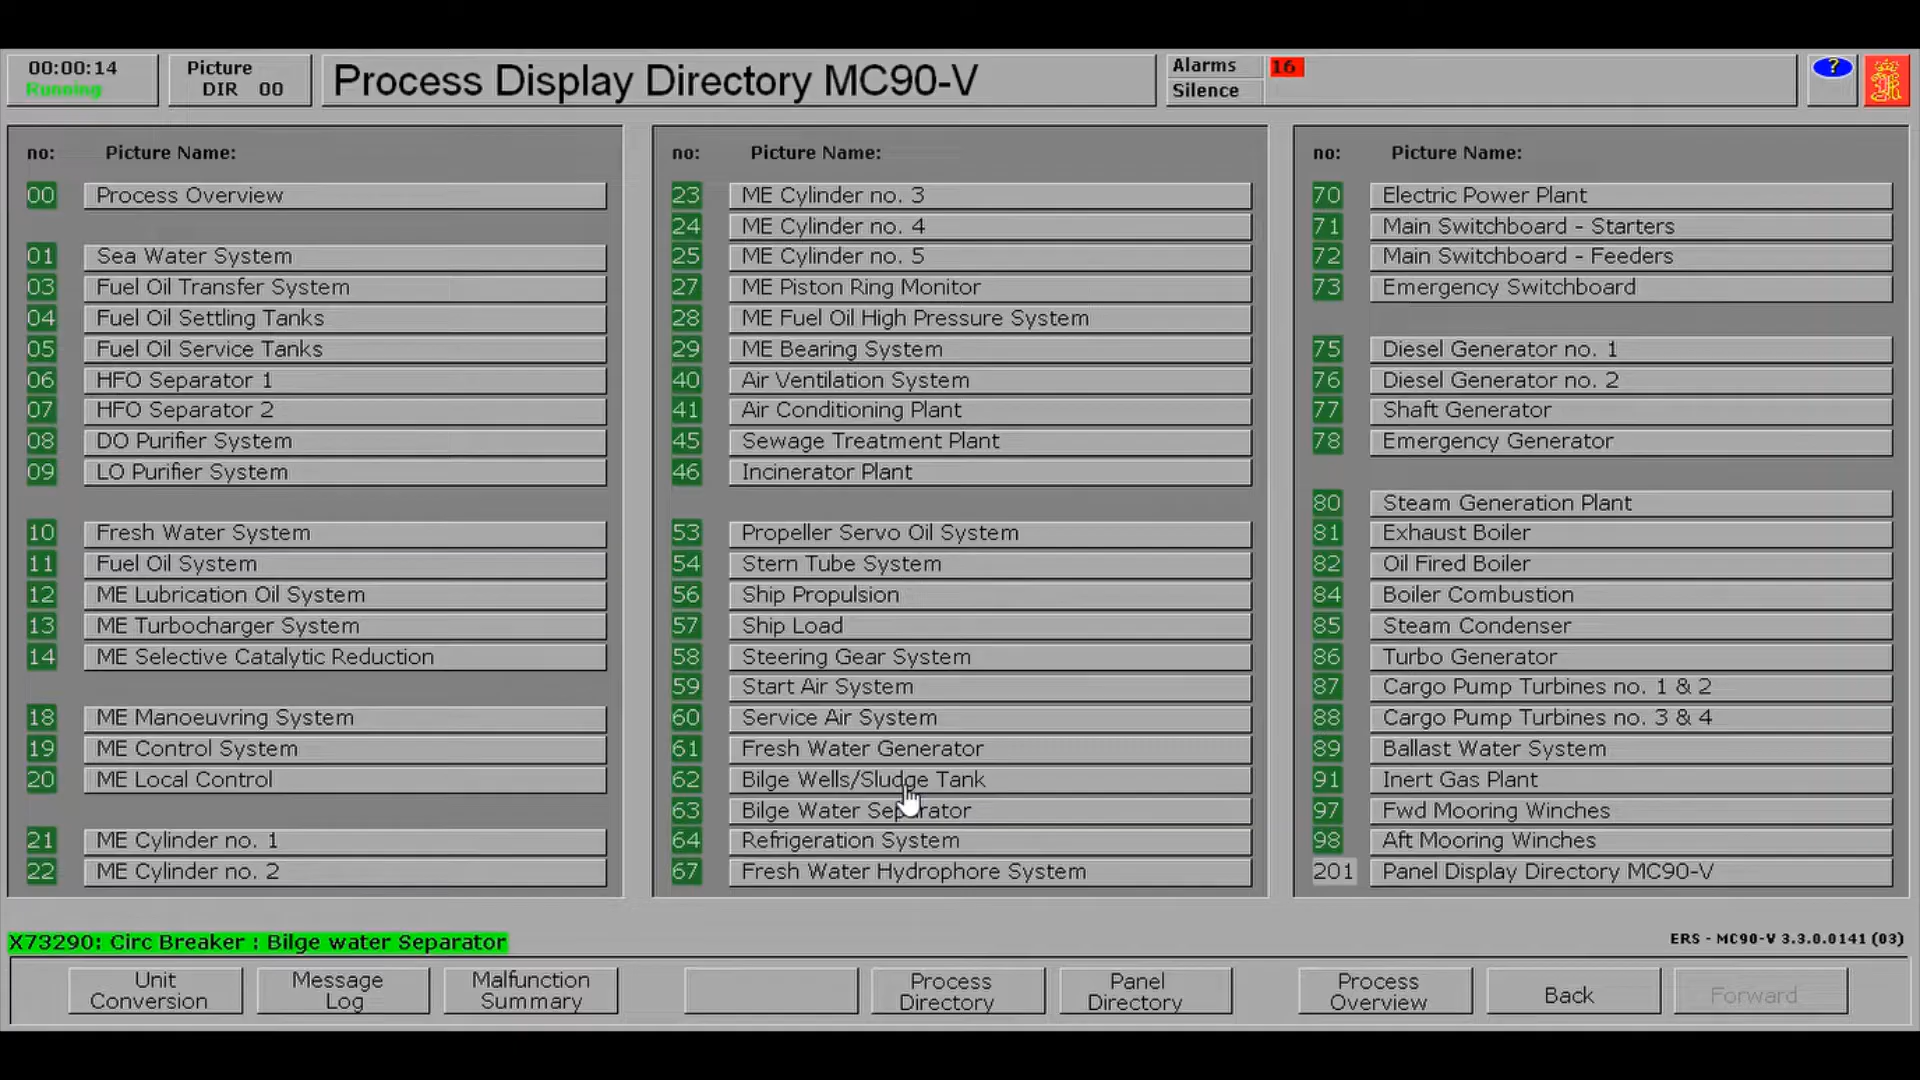 00:00:14
Running
Picture
DIR 00
Process Display Directory MC90-V
Alarms 16
Silence
?
no: Picture Name:
00 Process Overview
01 Sea Water System
03 Fuel Oil Transfer System
04 Fuel Oil Settling Tanks
05 Fuel Oil Service Tanks
06 HFO Separator 1
07 HFO Separator 2
08 DO Purifier System
09 LO Purifier System
10 Fresh Water System
11 Fuel Oil System
12 ME Lubrication Oil System
13 ME Turbocharger System
14 ME Selective Catalytic Reduction
18 ME Manoeuvring System
19 ME Control System
20 ME Local Control
21 ME Cylinder no. 1
22 ME Cylinder no. 2
no: Picture Name:
23 ME Cylinder no. 3
24 ME Cylinder no. 4
25 ME Cylinder no. 5
27 ME Piston Ring Monitor
28 ME Fuel Oil High Pressure System
29 ME Bearing System
40 Air Ventilation System
41 Air Conditioning Plant
45 Sewage Treatment Plant
46 Incinerator Plant
53 Propeller Servo Oil System
54 Stern Tube System
56 Ship Propulsion
57 Ship Load
58 Steering Gear System
59 Start Air System
60 Service Air System
61 Fresh Water Generator
62 Bilge Wells/Sludge Tank
63 Bilge Water Separator
64 Refrigeration System
67 Fresh Water Hydrophore System
no: Picture Name:
70 Electric Power Plant
71 Main Switchboard - Starters
72 Main Switchboard - Feeders
73 Emergency Switchboard
75 Diesel Generator no. 1
76 Diesel Generator no. 2
77 Shaft Generator
78 Emergency Generator
80 Steam Generation Plant
81 Exhaust Boiler
82 Oil Fired Boiler
84 Boiler Combustion
85 Steam Condenser
86 Turbo Generator
87 Cargo Pump Turbines no. 1 & 2
88 Cargo Pump Turbines no. 3 & 4
89 Ballast Water System
91 Inert Gas Plant
97 Fwd Mooring Winches
98 Aft Mooring Winches
201 Panel Display Directory MC90-V
X73290: Circ Breaker : Bilge water Separator
ERS - MC90-V 3.3.0.0141 (03)
Unit
Conversion
Message
Log
Malfunction
Summary
Process
Directory
Panel
Directory
Process
Overview
Back
Forward